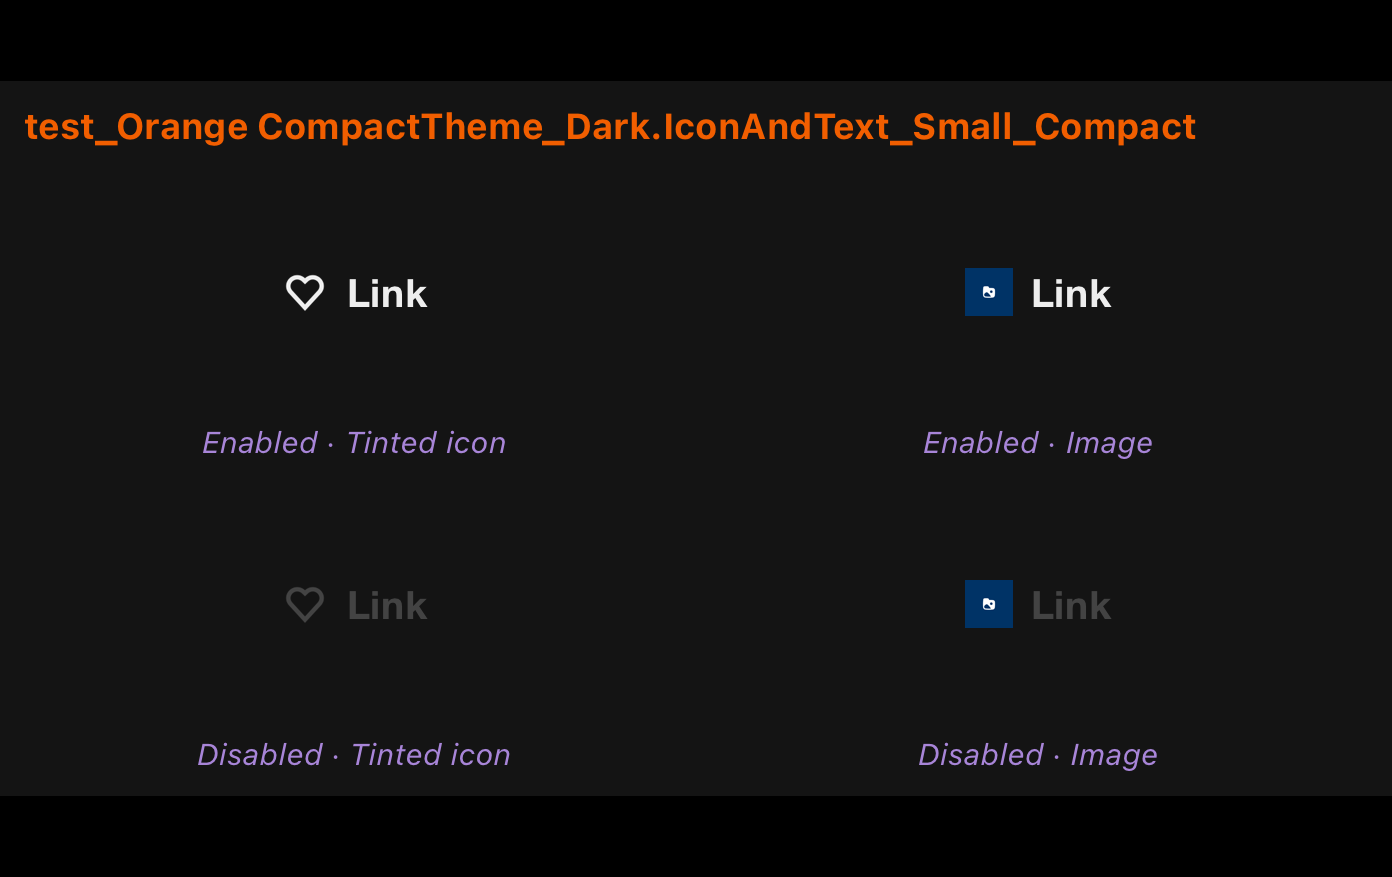 test_Orange CompactTheme_Dark.IconAndText_Small_Compact
Link
Link
Enabled · Tinted icon
Enabled · Image
Link
Link
Disabled · Tinted icon
Disabled · Image